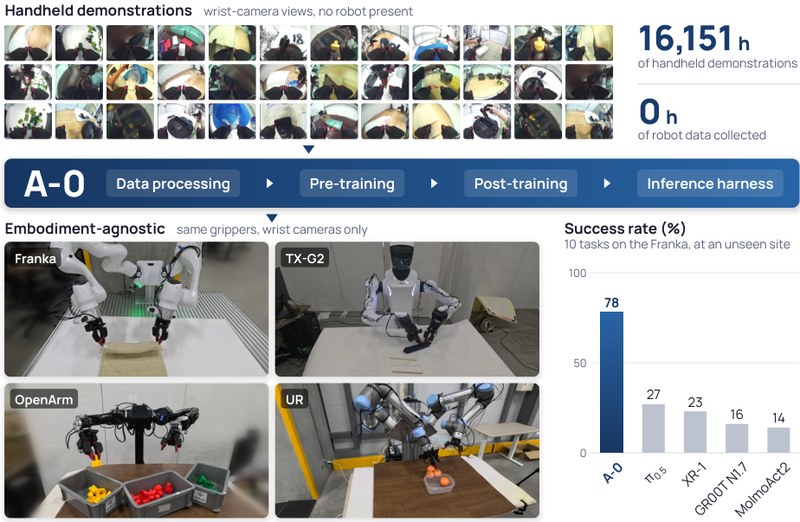 Handheld demonstrations wrist-camera views, no robot present
16,151 h
of handheld demonstrations
0 h
of robot data collected
A-0 Data processing Pre-training Post-training Inference harness
Embodiment-agnostic same grippers, wrist cameras only
Franka
TX-G2
OpenArm
UR
Success rate (%)
10 tasks on the Franka, at an unseen site
100
50
0
78
27
23
16
14
A-0
π0.5
XR-1
GR00T N1.7
MolmoAct2